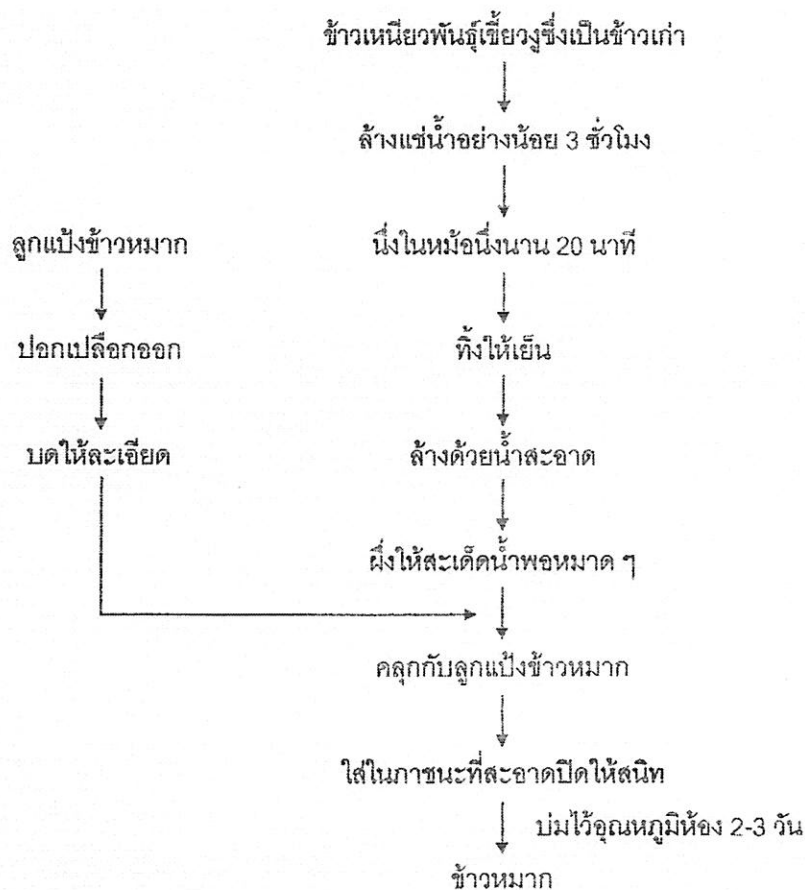 ข้าวเหนียวพันธุ์เขี้ยวงูซึ่งเป็นข้าวเก่า
ล้างแช่น้ำอย่างน้อย 3 ชั่วโมง
ลูกแป้งข้าวหมาก
นึ่งในหม้อนึ่งนาน 20 นาที
ปอกเปลือกออก
ทิ้งให้เย็น
บดให้ละเอียด
ล้างด้วยน้ำสะอาด
ผึ่งให้สะเด็ดน้ำพอหมาด ๆ
คลุกกับลูกแป้งข้าวหมาก
ใส่ในภาชนะที่สะอาดปิดให้สนิท
บ่มไว้อุณหภูมิห้อง 2-3 วัน
ข้าวหมาก